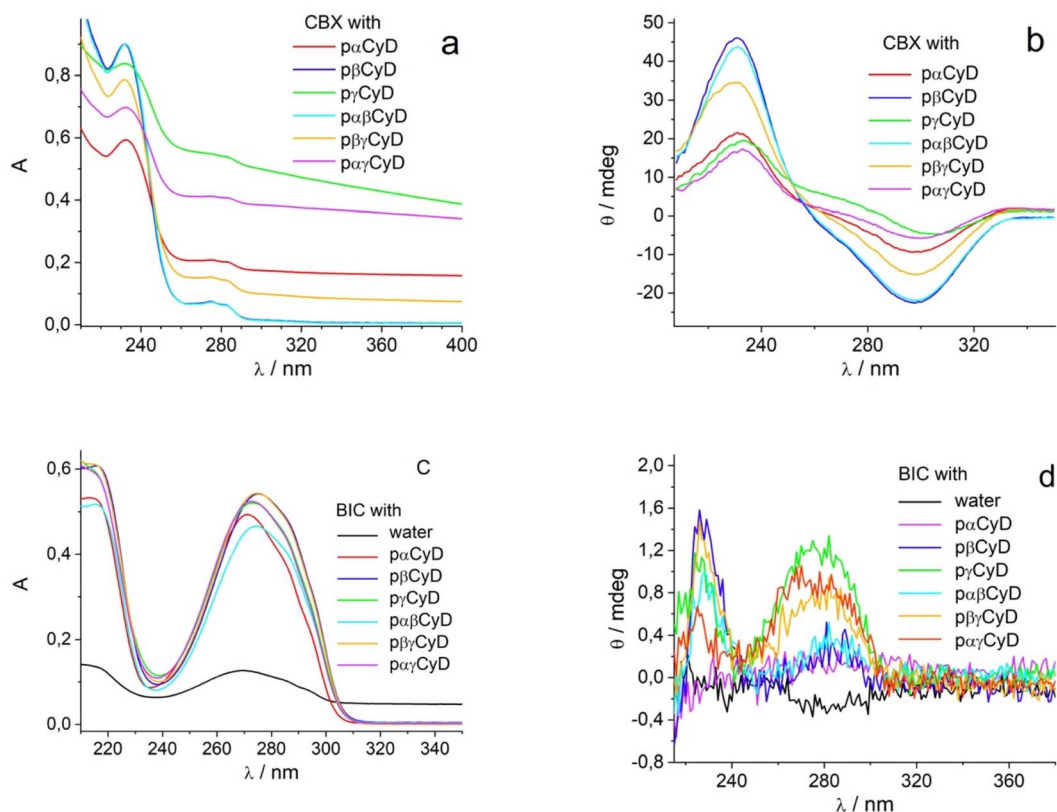 a
CBX with
pαCyD
pβCyD
pγCyD
pαβCyD
pβγCyD
pαγCyD
A
0,8
0,6
0,4
0,2
0,0
240 280 320 360 400
λ / nm
b
CBX with
pαCyD
pβCyD
pγCyD
pαβCyD
pβγCyD
pαγCyD
θ / mdeg
50
40
30
20
10
0
-10
-20
240 280 320
λ / nm
C
BIC with
water
pαCyD
pβCyD
pγCyD
pαβCyD
pβγCyD
pαγCyD
A
0,6
0,4
0,2
0,0
220 240 260 280 300 320 340
λ / nm
d
BIC with
water
pαCyD
pβCyD
pγCyD
pαβCyD
pβγCyD
pαγCyD
θ / mdeg
2,0
1,6
1,2
0,8
0,4
0,0
-0,4
-0,8
240 280 320 360
λ / nm